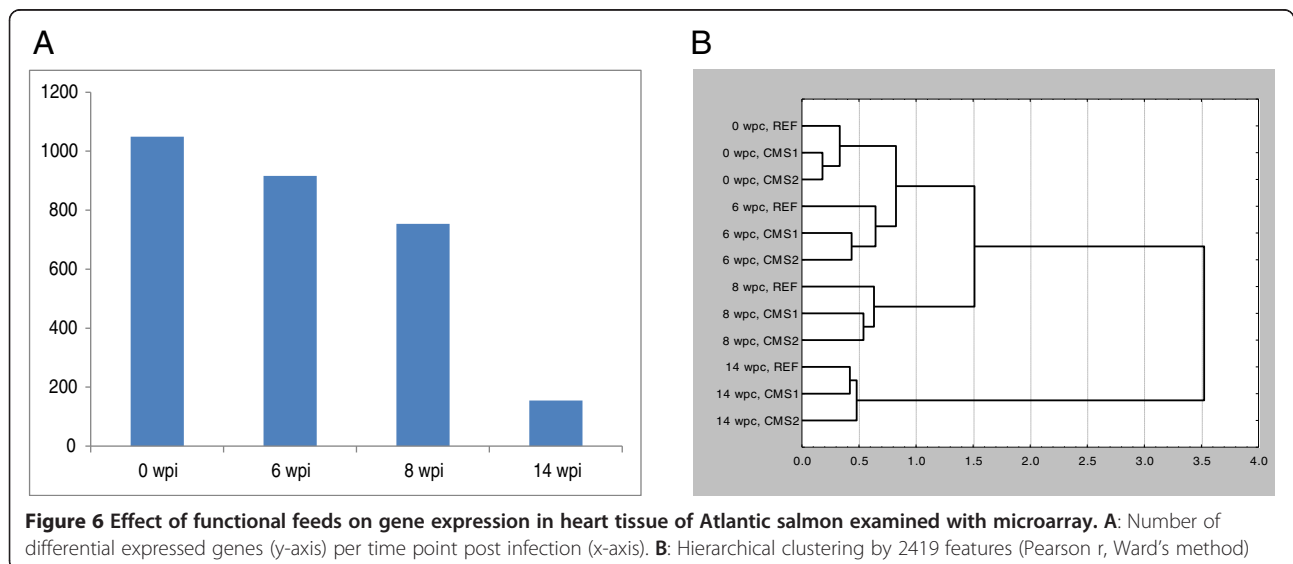 A
B
1200
1000
800
600
400
200
0
0 wpi
6 wpi
8 wpi
14 wpi
0 wpc, REF
0 wpc, CMS1
0 wpc, CMS2
6 wpc, REF
6 wpc, CMS1
6 wpc, CMS2
8 wpc, REF
8 wpc, CMS1
8 wpc, CMS2
14 wpc, REF
14 wpc, CMS1
14 wpc, CMS2
0.0 0.5 1.0 1.5 2.0 2.5 3.0 3.5 4.0
Figure 6 Effect of functional feeds on gene expression in heart tissue of Atlantic salmon examined with microarray. A: Number of
differential expressed genes (y-axis) per time point post infection (x-axis). B: Hierarchical clustering by 2419 features (Pearson r, Ward's method)